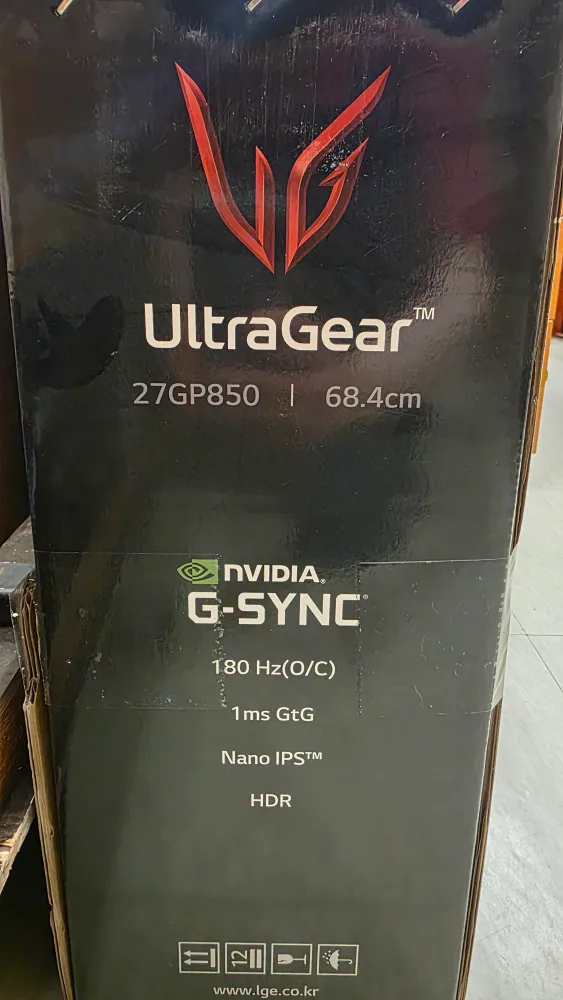 UltraGear™
27GP850 | 68.4cm
NVIDIA®
G-SYNC®
180 Hz(O/C)
1ms GtG
Nano IPS™
HDR
12
www.lge.co.kr